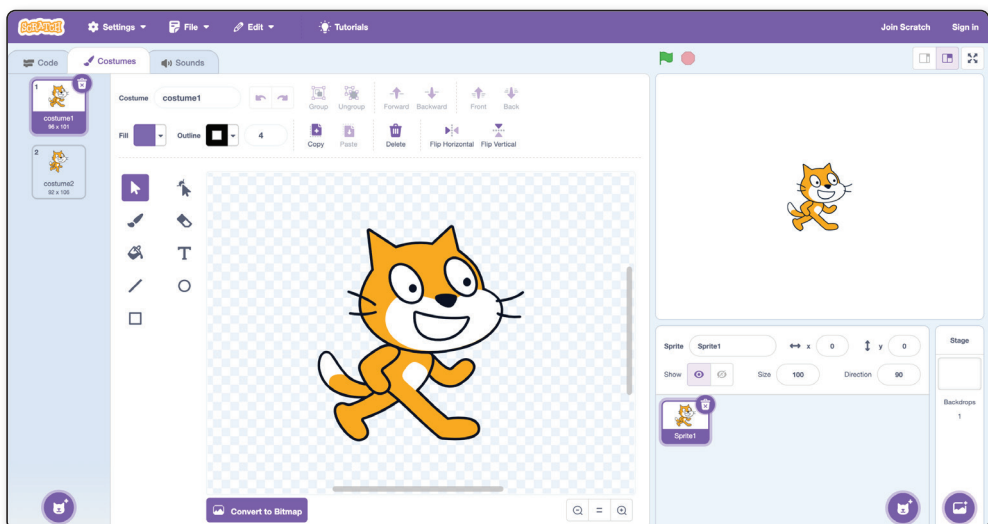 SCRATCH Settings File Edit Tutorials Join Scratch Sign in
Code Costumes Sounds
1
costume1
96 x 101
2
costume2
92 x 106
Costume costume1 Group Ungroup Forward Backward Front Back
Fill Outline 4 Copy Paste Delete Flip Horizontal Flip Vertical
T
Convert to Bitmap
Sprite Sprite1 x 0 y 0
Show Size 100 Direction 90
Sprite1
Stage
Backdrops
1